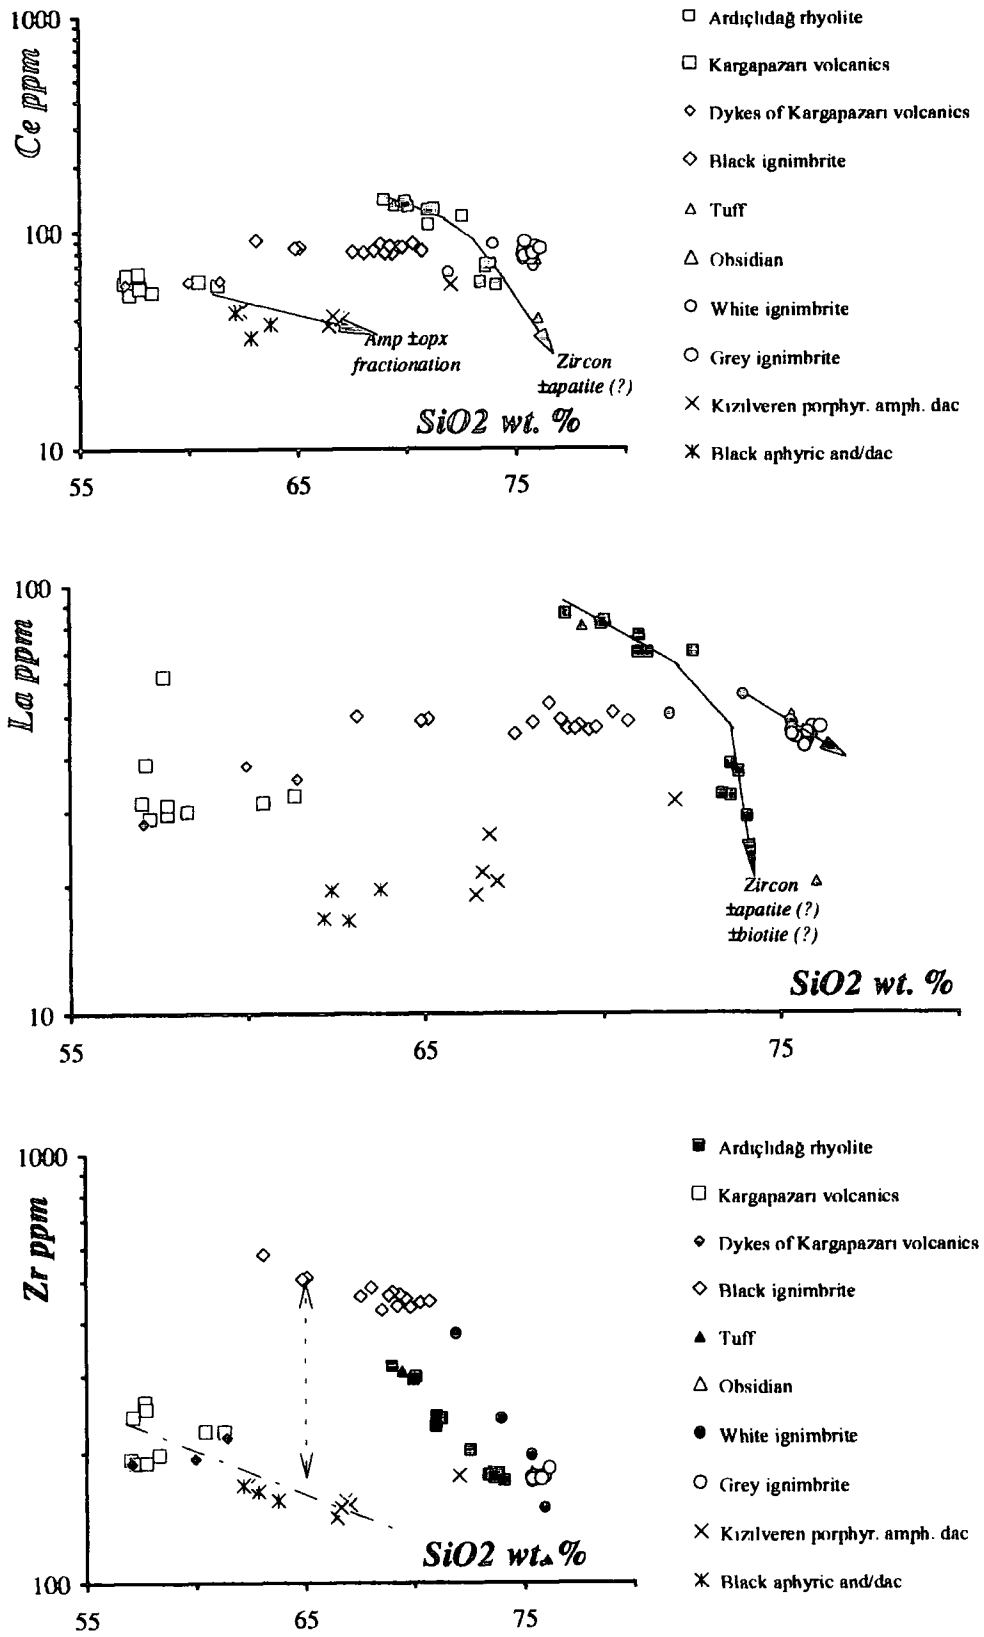 1000
Ce ppm
100
10
55
65
75
SiO2 wt. %
Amp ±opx
fractionation
Zircon
±apatite (?)
Ardıçlıdağ rhyolite
Kargapazarı volcanics
Dykes of Kargapazarı volcanics
Black ignimbrite
Tuff
Obsidian
White ignimbrite
Grey ignimbrite
Kızılveren porphyr. amph. dac
Black aphyric and/dac
100
La ppm
10
55
65
75
Zircon
±apatite (?)
±biotite (?)
SiO2 wt. %
1000
Zr ppm
100
55
65
75
SiO2 wt. %
Ardıçlıdağ rhyolite
Kargapazarı volcanics
Dykes of Kargapazarı volcanics
Black ignimbrite
Tuff
Obsidian
White ignimbrite
Grey ignimbrite
Kızılveren porphyr. amph. dac
Black aphyric and/dac